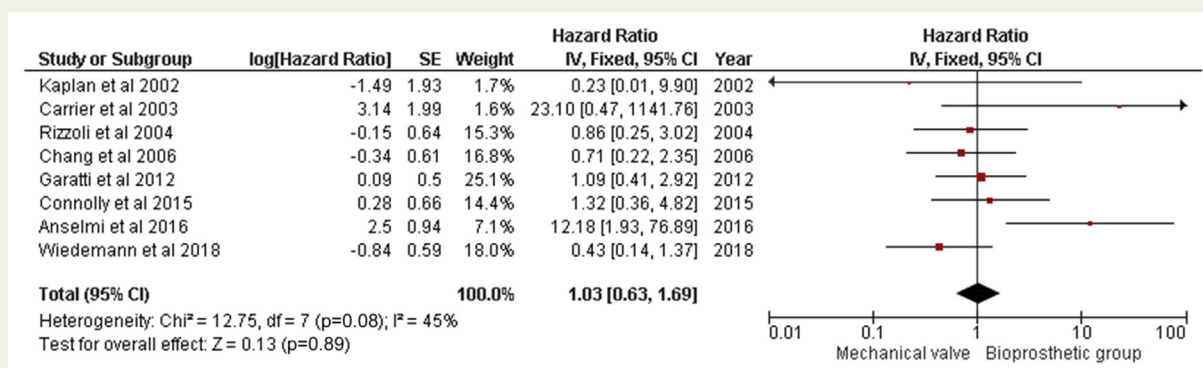 Hazard Ratio Hazard Ratio
Study or Subgroup log[Hazard Ratio] SE Weight IV, Fixed, 95% CI Year IV, Fixed, 95% CI
Kaplan et al 2002 -1.49 1.93 1.7% 0.23 [0.01, 9.90] 2002
Carrier et al 2003 3.14 1.99 1.6% 23.10 [0.47, 1141.76] 2003
Rizzoli et al 2004 -0.15 0.64 15.3% 0.86 [0.25, 3.02] 2004
Chang et al 2006 -0.34 0.61 16.8% 0.71 [0.22, 2.35] 2006
Garatti et al 2012 0.09 0.5 25.1% 1.09 [0.41, 2.92] 2012
Connolly et al 2015 0.28 0.66 14.4% 1.32 [0.36, 4.82] 2015
Anselmi et al 2016 2.5 0.94 7.1% 12.18 [1.93, 76.89] 2016
Wiedemann et al 2018 -0.84 0.59 18.0% 0.43 [0.14, 1.37] 2018
Total (95% CI) 100.0% 1.03 [0.63, 1.69]
Heterogeneity: Chi² = 12.75, df = 7 (p=0.08); I² = 45%
Test for overall effect: Z = 0.13 (p=0.89)
0.01 0.1 1 10 100
Mechanical valve Bioprosthetic group